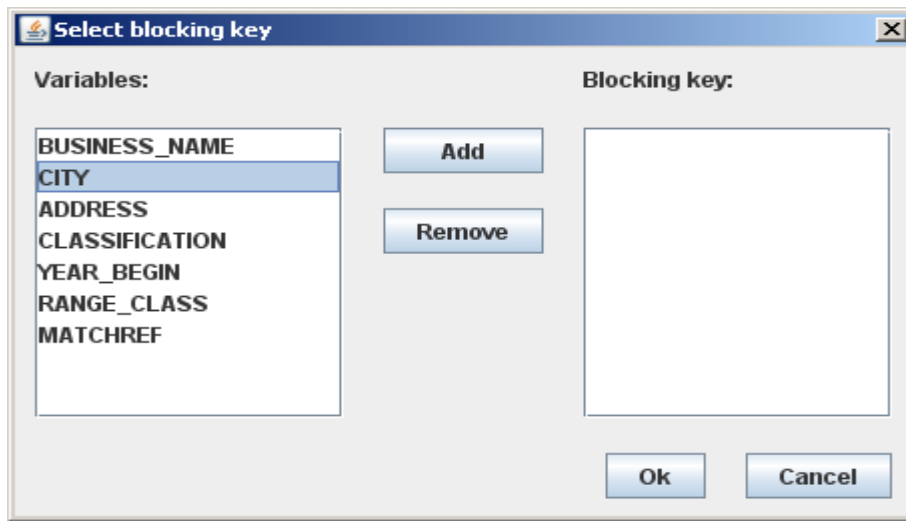 Select blocking key
Variables:
Blocking key:
BUSINESS_NAME
CITY
ADDRESS
CLASSIFICATION
YEAR_BEGIN
RANGE_CLASS
MATCHREF
Add
Remove
Ok
Cancel